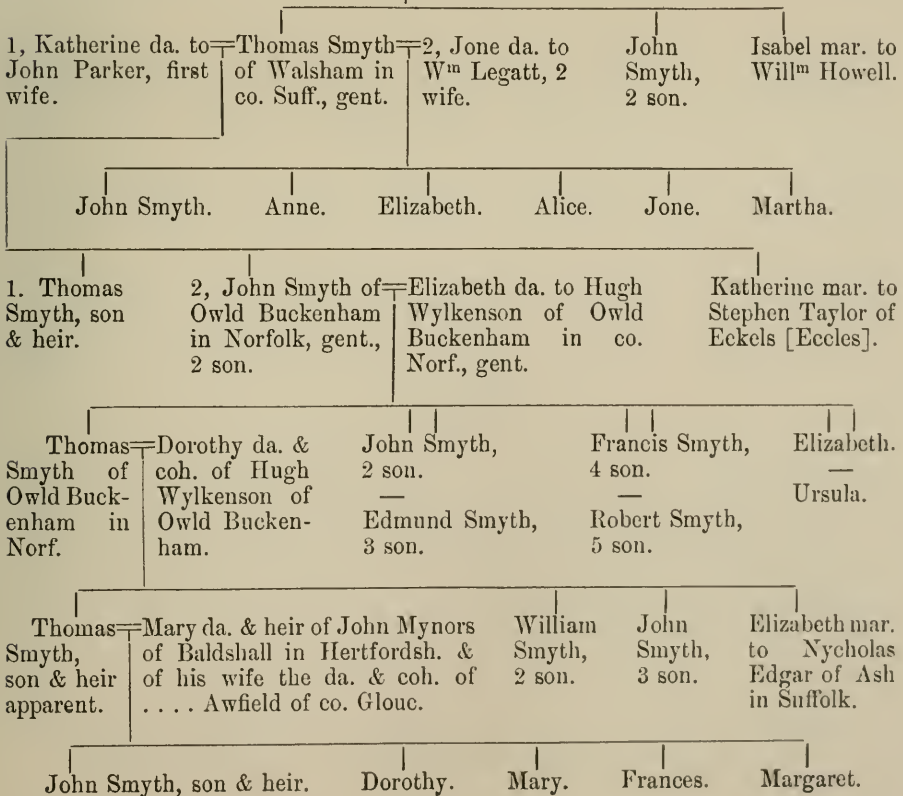 1, Katherine da. to
John Parker, first
wife.
Thomas Smyth
of Walsham in
co. Suff., gent.
2, Jone da. to
Wm Legatt, 2
wife.
John
Smyth,
2 son.
Isabel mar. to
Willm Howell.
John Smyth.
Anne.
Elizabeth.
Alice.
Jone.
Martha.
1. Thomas
Smyth, son
& heir.
2, John Smyth of
Owld Buckenham
in Norfolk, gent.,
2 son.
Elizabeth da. to Hugh
Wylkenson of Owld
Buckenham in co.
Norf., gent.
Katherine mar. to
Stephen Taylor of
Eckels [Eccles].
Thomas
Smyth of
Owld Buck-
enham in
Norf.
Dorothy da. &
coh. of Hugh
Wylkenson of
Owld Bucken-
ham.
John Smyth,
2 son.
—
Edmund Smyth,
3 son.
Francis Smyth,
4 son.
—
Robert Smyth,
5 son.
Elizabeth.
—
Ursula.
Thomas
Smyth,
son & heir
apparent.
Mary da. & heir of John Mynors
of Baldshall in Hertfordsh. &
of his wife the da. & coh. of
. . . . Awfield of co. Glouc.
William
Smyth,
2 son.
John
Smyth,
3 son.
Elizabeth mar.
to Nycholas
Edgar of Ash
in Suffolk.
John Smyth, son & heir.
Dorothy.
Mary.
Frances.
Margaret.